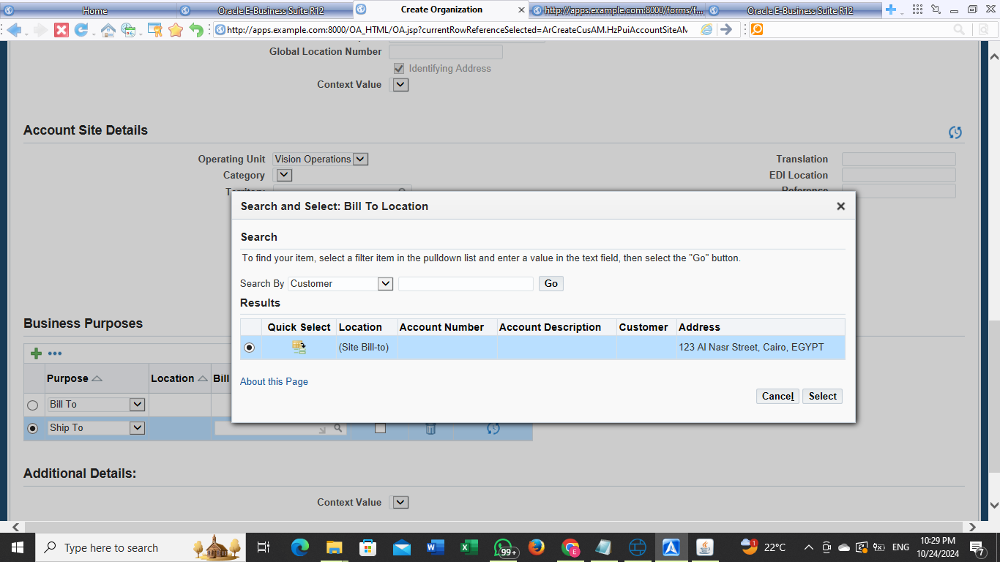 Home
Oracle E-Business Suite R12
Create Organization
http://apps.example.com:8000/forms/f...
Oracle E-Business Suite R12
http://apps.example.com:8000/OA_HTML/OA.jsp?currentRowReferenceSelected=ArCreateCusAM.HzPuiAccountSiteAM
Global Location Number
Identifying Address
Context Value
Account Site Details
Operating Unit Vision Operations
Translation
Category
EDI Location
Territory
Reference
Search and Select: Bill To Location
Search
To find your item, select a filter item in the pulldown list and enter a value in the text field, then select the "Go" button.
Search By Customer Go
Results
Quick Select Location Account Number Account Description Customer Address
(Site Bill-to) 123 Al Nasr Street, Cairo, EGYPT
About this Page
Cancel Select
Business Purposes
Purpose Location Bill
Bill To
Ship To
Additional Details:
Context Value
Type here to search
99+
E
1
22°C
ENG
10:29 PM
10/24/2024
7